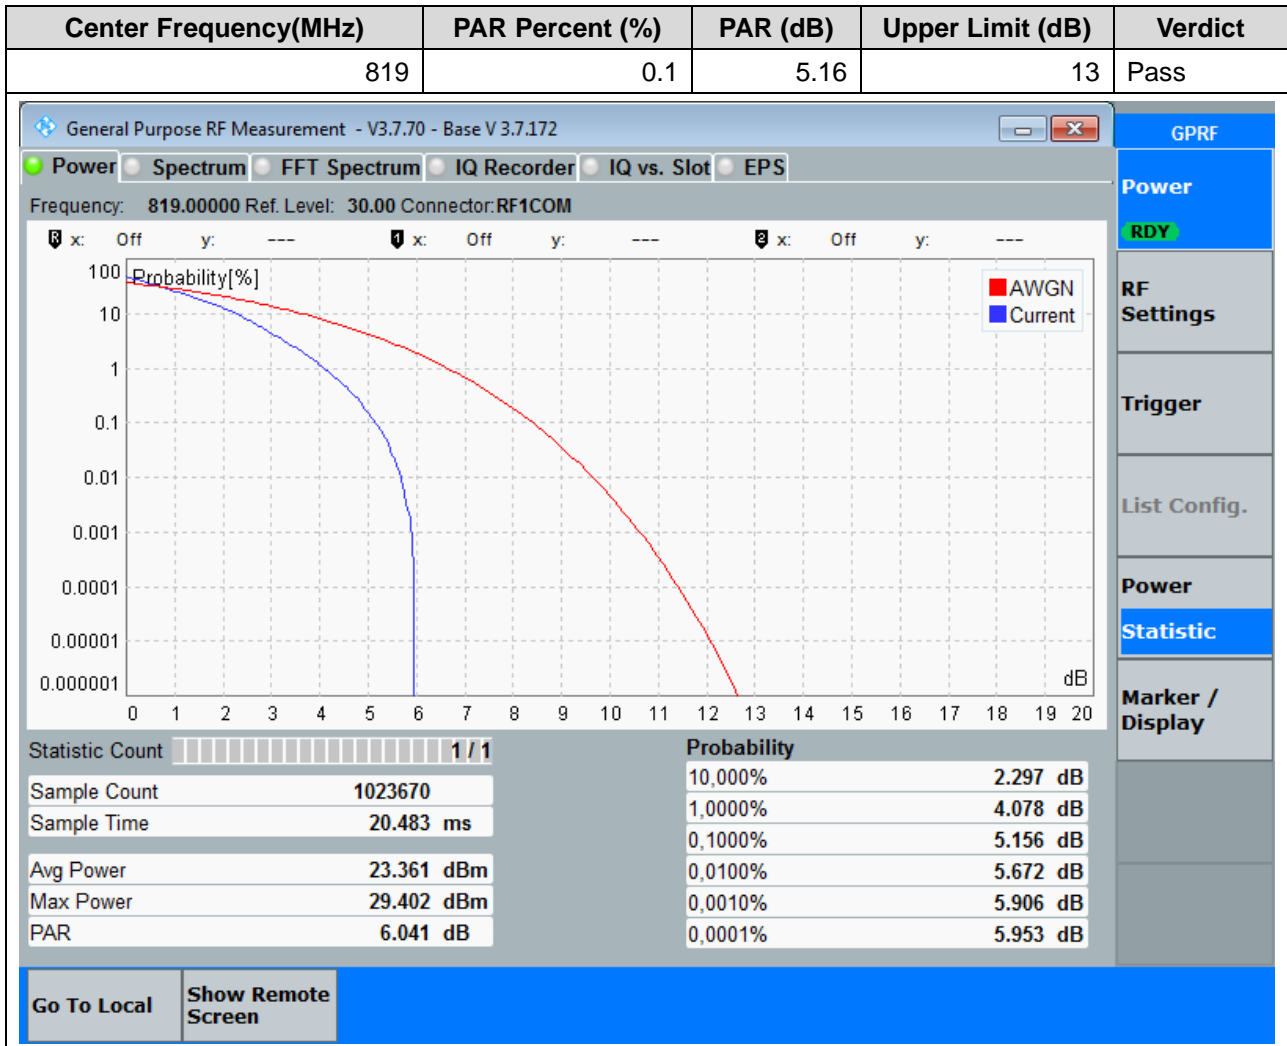 Center Frequency(MHz) PAR Percent (%) PAR (dB) Upper Limit (dB) Verdict
819 0.1 5.16 13 Pass
General Purpose RF Measurement - V3.7.70 - Base V 3.7.172
GPRF
Power Spectrum FFT Spectrum IQ Recorder IQ vs. Slot EPS
Frequency: 819.00000 Ref. Level: 30.00 Connector:RF1COM
R x: Off y: --- 1 x: Off y: --- 2 x: Off y: ---
Probability[%]
100
10
1
0.1
0.01
0.001
0.0001
0.00001
0.000001
AWGN
Current
dB
0 1 2 3 4 5 6 7 8 9 10 11 12 13 14 15 16 17 18 19 20
Statistic Count 1 / 1
Sample Count 1023670
Sample Time 20.483 ms
Avg Power 23.361 dBm
Max Power 29.402 dBm
PAR 6.041 dB
Probability
10,000% 2.297 dB
1,0000% 4.078 dB
0,1000% 5.156 dB
0,0100% 5.672 dB
0,0010% 5.906 dB
0,0001% 5.953 dB
Power
RDY
RF
Settings
Trigger
List Config.
Power
Statistic
Marker /
Display
Go To Local
Show Remote
Screen